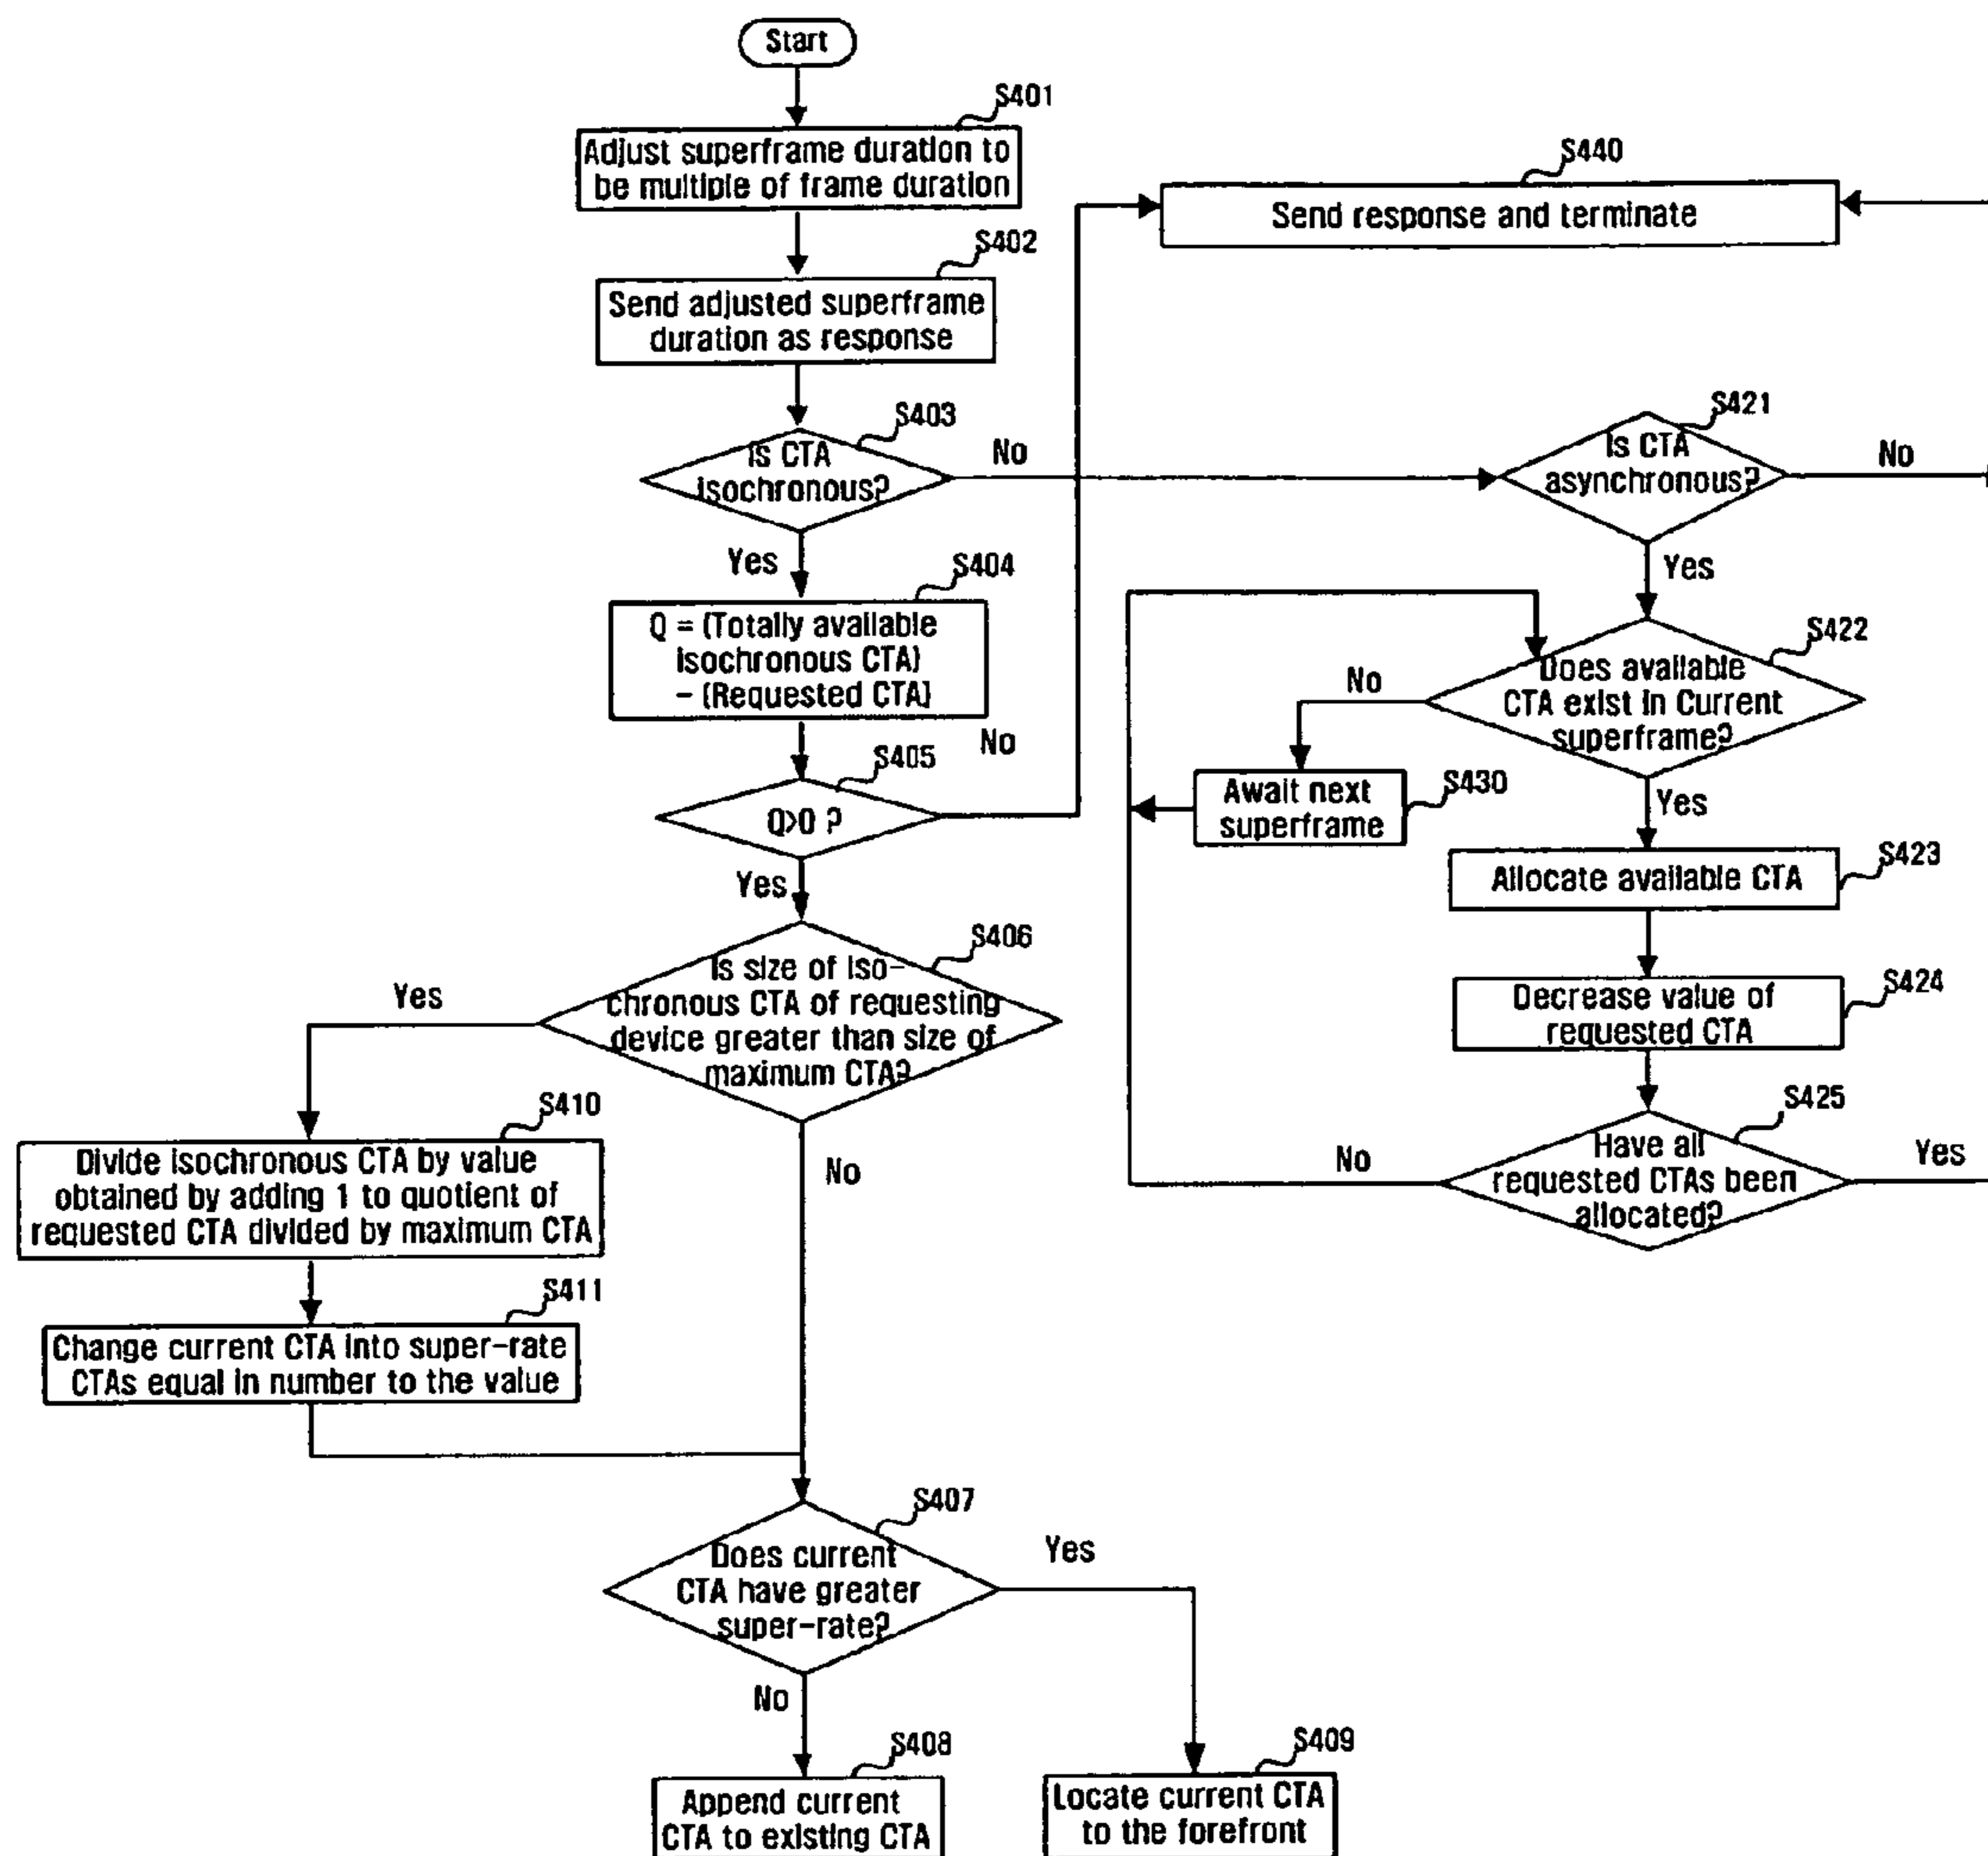 Start
S401
Adjust superframe duration to
be multiple of frame duration
S402
Send adjusted superframe
duration as response
S403
Is CTA
isochronous?
No
Yes
S404
Q = (Totally available
isochronous CTA)
- (Requested CTA)
No
S405
Q>0 ?
Yes
S406
Is size of iso-
chronous CTA of requesting
device greater than size of
maximum CTA?
Yes
No
S410
Divide isochronous CTA by value
obtained by adding 1 to quotient of
requested CTA divided by maximum CTA
S411
Change current CTA into super-rate
CTAs equal in number to the value
S407
Does current
CTA have greater
super-rate?
Yes
No
S408
Append current
CTA to existing CTA
S409
Locate current CTA
to the forefront
S440
Send response and terminate
S421
Is CTA
asynchronous?
No
Yes
S422
Does available
CTA exist in Current
superframe?
No
Yes
S430
Await next
superframe
S423
Allocate available CTA
S424
Decrease value of
requested CTA
S425
Have all
requested CTAs been
allocated?
No
Yes